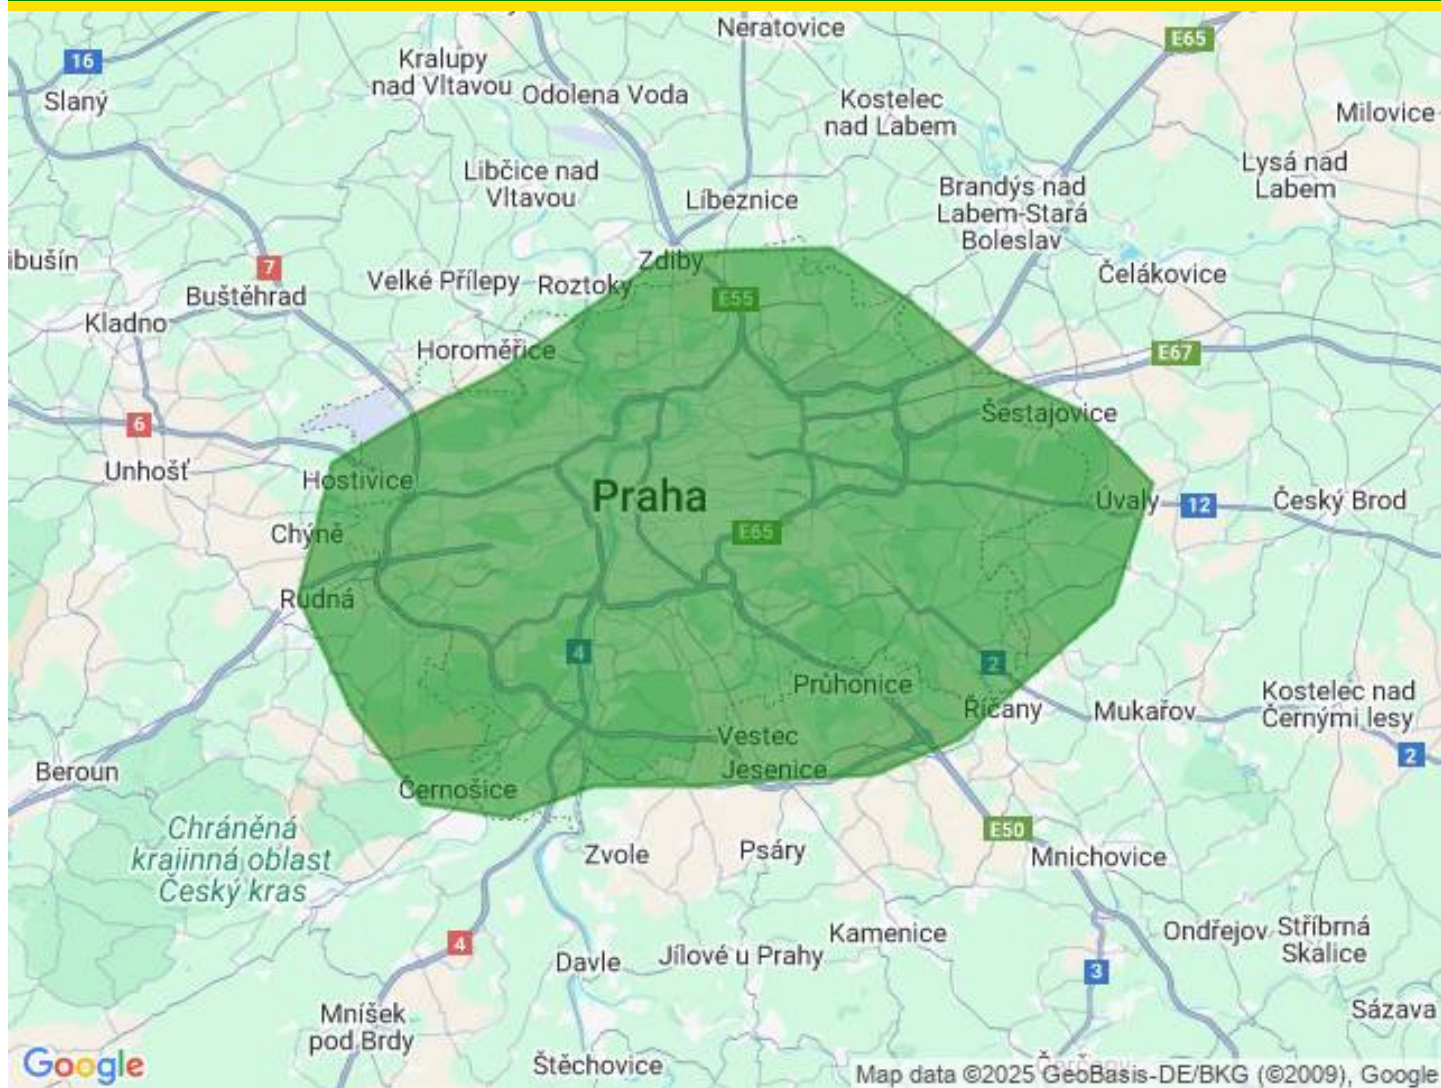 Neratovice
E65
16
Kralupy
nad Vltavou
Odolena Voda
Slaný
Kostelec
nad Labem
Milovice
Libčice nad
Vltavou
Líbeznice
Brandýs nad
Labem-Stará
Boleslav
Lysá nad
Labem
ibušín
7
Zdiby
Velké Přílepy
Roztoky
Čelákovice
Buštěhrad
E55
Kladno
Horoměřice
E67
6
Šestajovice
Unhošť
Hostivice
Praha
Úvaly
12
Český Brod
Chýně
E65
Rudná
4
2
Průhonice
Říčany
Mukařov
Kostelec nad
Černými lesy
Vestec
2
Beroun
Jesenice
Černošice
Chráněná
krajinná oblast
Český kras
E50
Zvole
Psáry
Mnichovice
4
Kamenice
Ondřejov
Stříbrná
Skalice
Davle
Jílové u Prahy
3
Sázava
Mníšek
pod Brdy
Google
Štěchovice
Map data ©2025 GeoBasis-DE/BKG (©2009), Google